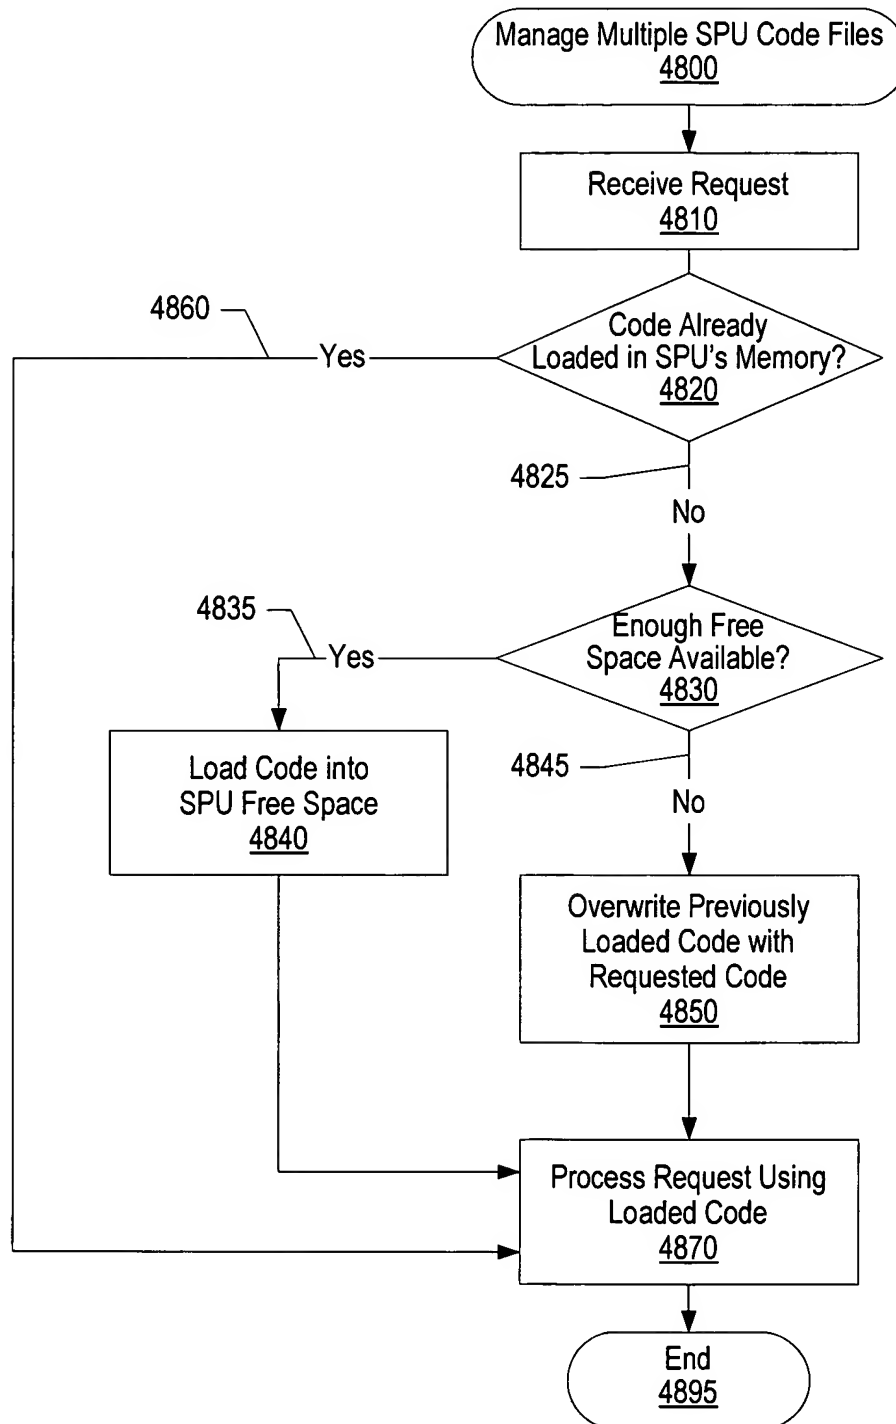 Manage Multiple SPU Code Files
4800
Receive Request
4810
4860
Yes
Code Already
Loaded in SPU's Memory?
4820
4825
No
4835
Yes
Enough Free
Space Available?
4830
Load Code into
SPU Free Space
4840
4845
No
Overwrite Previously
Loaded Code with
Requested Code
4850
Process Request Using
Loaded Code
4870
End
4895